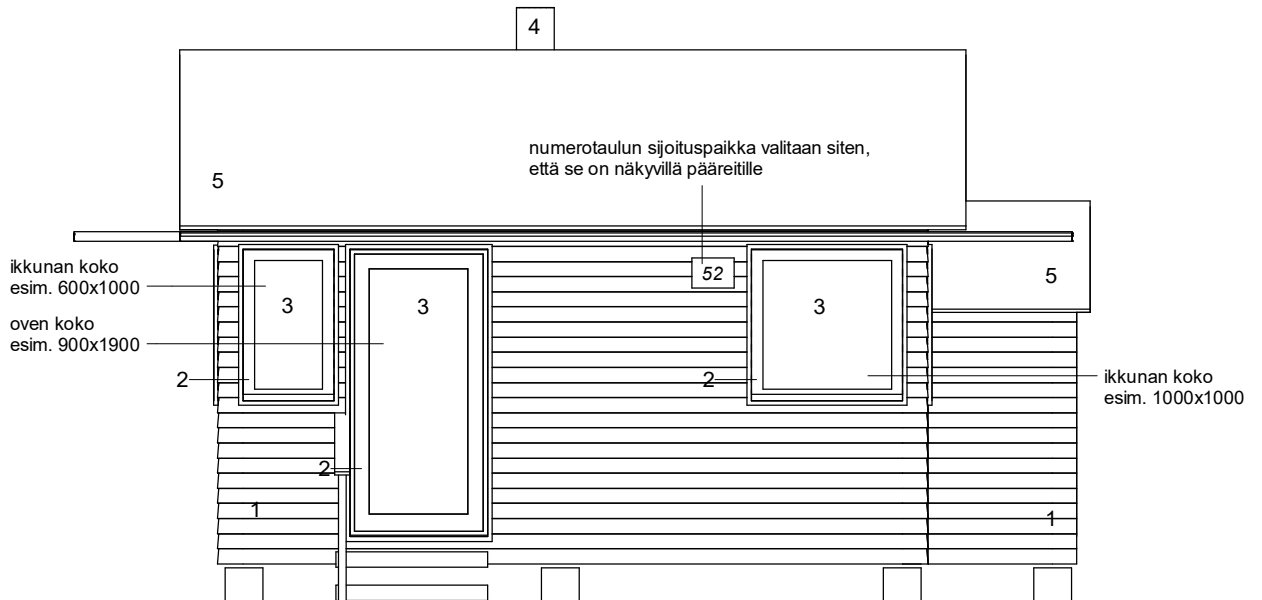 4
numerotaulun sijoituspaikka valitaan siten,
että se on näkyvillä pääreitille
5
ikkunan koko
esim. 600x1000
52
5
3
3
3
oven koko
esim. 900x1900
2
2
ikkunan koko
esim. 1000x1000
2
1
1